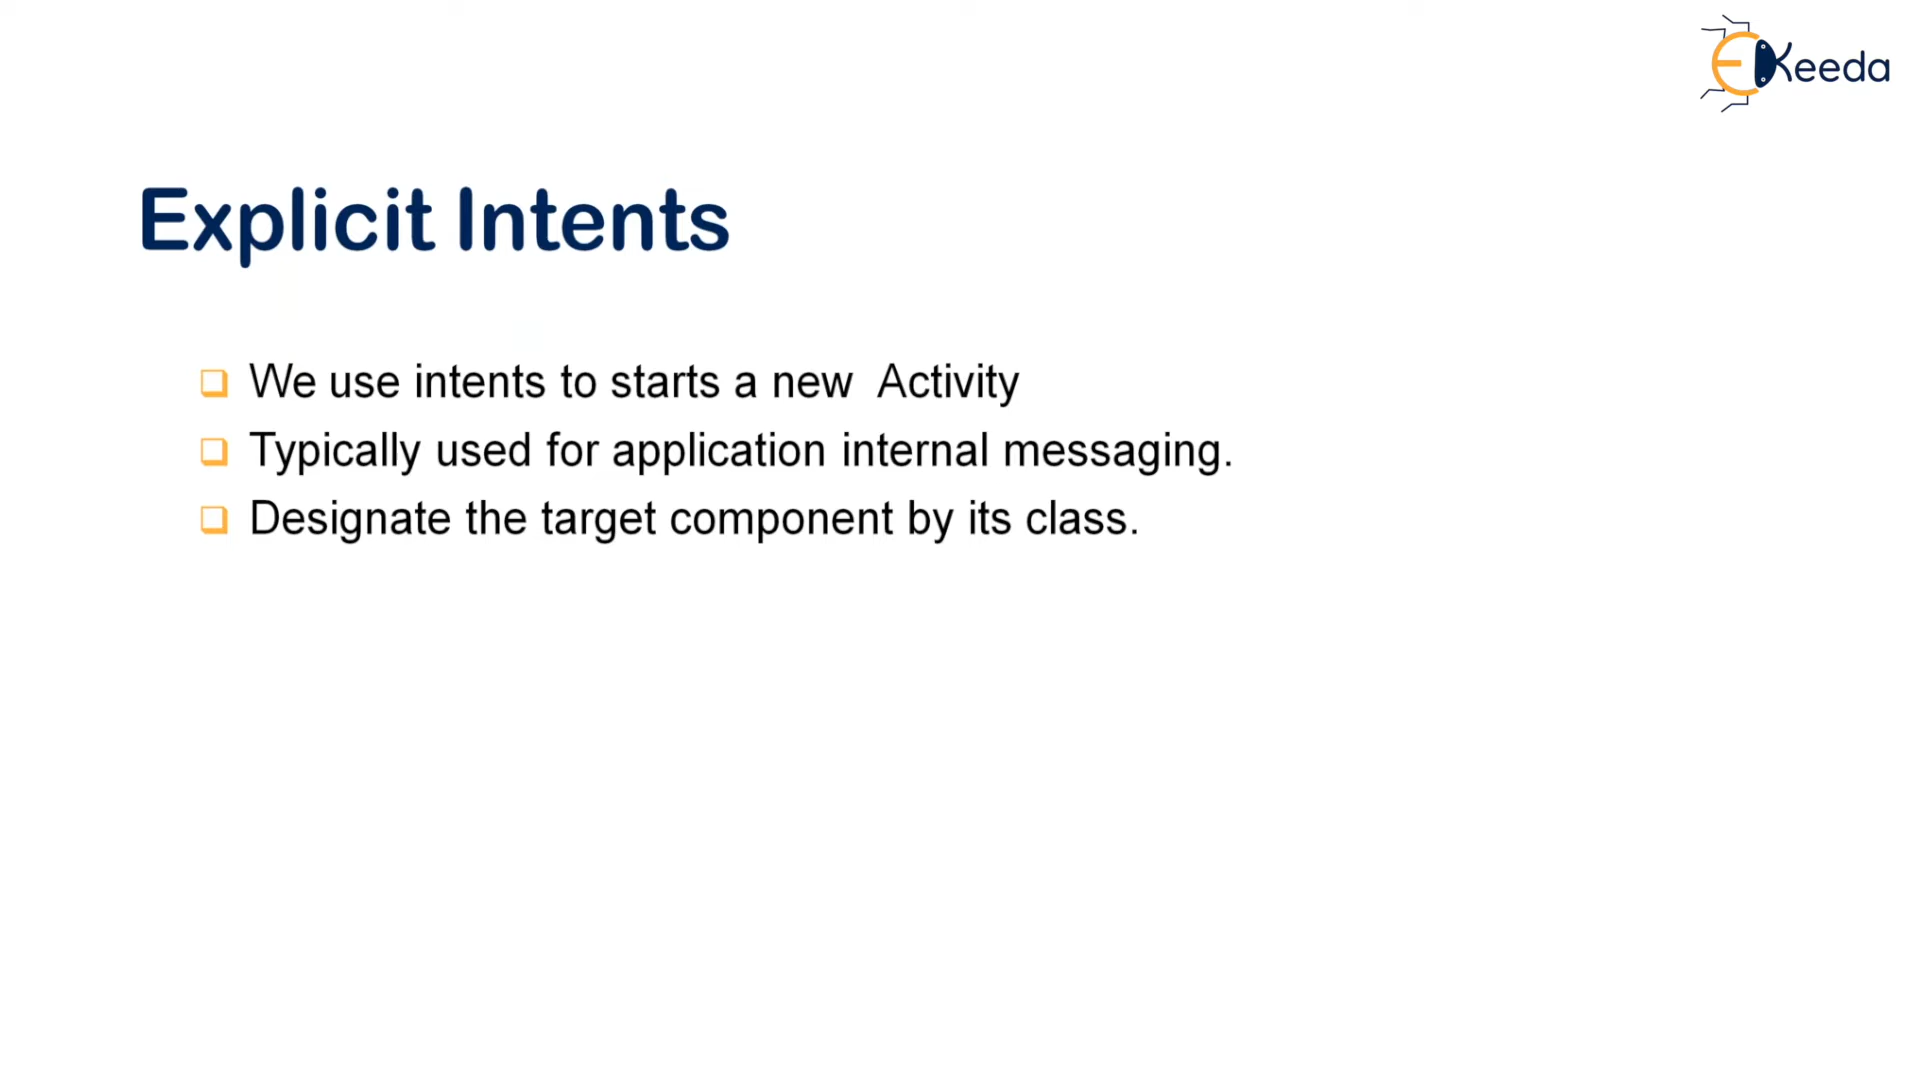 EKeeda
Explicit Intents
We use intents to starts a new Activity
Typically used for application internal messaging.
Designate the target component by its class.